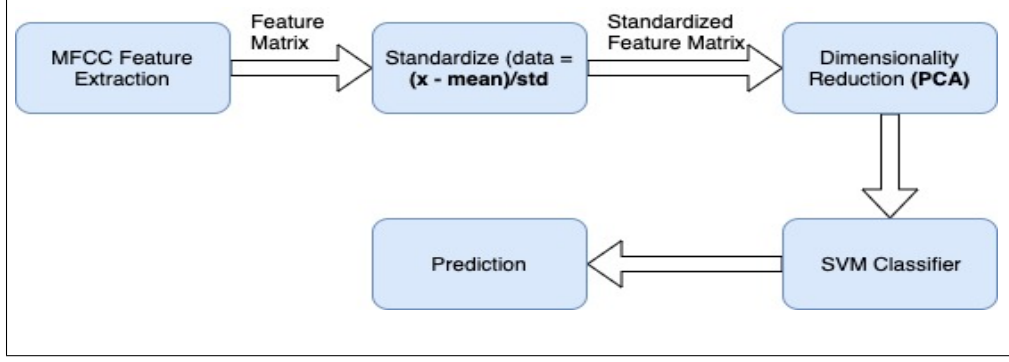 MFCC Feature
Extraction
Feature
Matrix
Standardize (data =
(x - mean)/std
Standardized
Feature Matrix
Dimensionality
Reduction (PCA)
SVM Classifier
Prediction